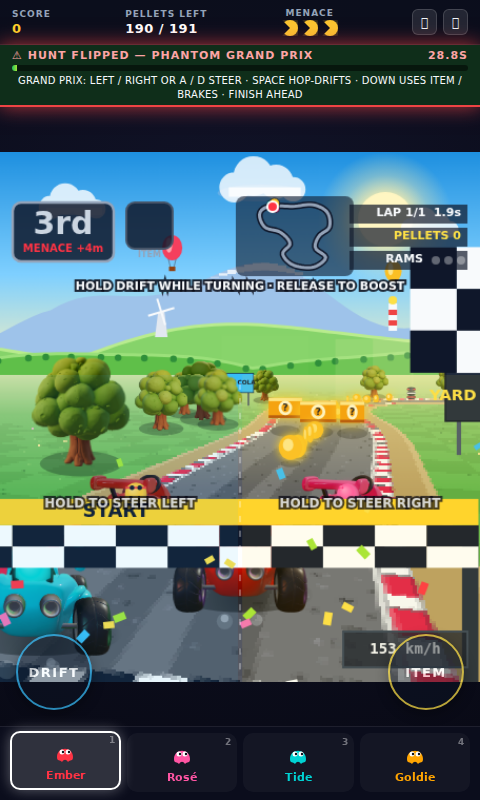 SCORE
0
PELLETS LEFT
190 / 191
MENACE
⚠ HUNT FLIPPED — PHANTOM GRAND PRIX
28.8S
GRAND PRIX: LEFT / RIGHT OR A / D STEER · SPACE HOP-DRIFTS · DOWN USES ITEM /
BRAKES · FINISH AHEAD
3rd
MENACE +4m
ITEM
LAP 1/1 1.9s
PELLETS 0
RAMS
HOLD DRIFT WHILE TURNING · RELEASE TO BOOST
COLA
YARD
? ? ?
HOLD TO STEER LEFT
HOLD TO STEER RIGHT
START
153 km/h
DRIFT
ITEM
1
Ember
2
Rosé
3
Tide
4
Goldie